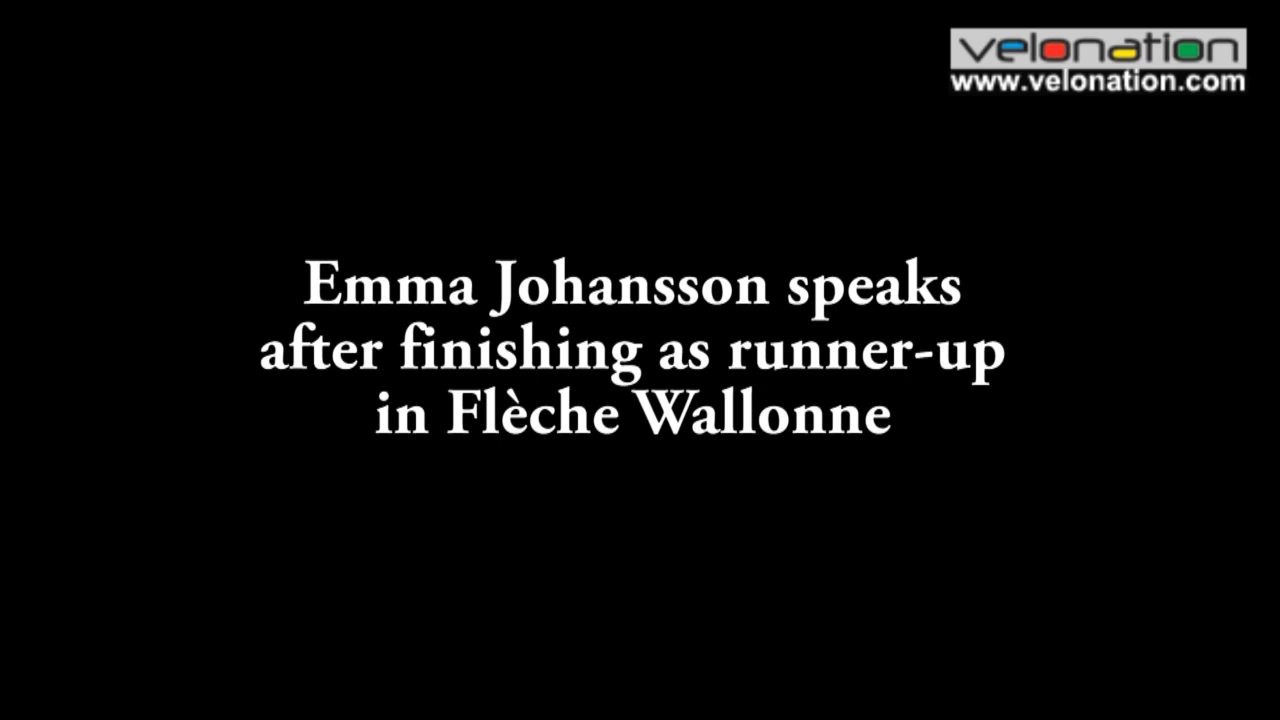 velonation
www.velonation.com
Emma Johansson speaks
after finishing as runner-up
in Flèche Wallonne